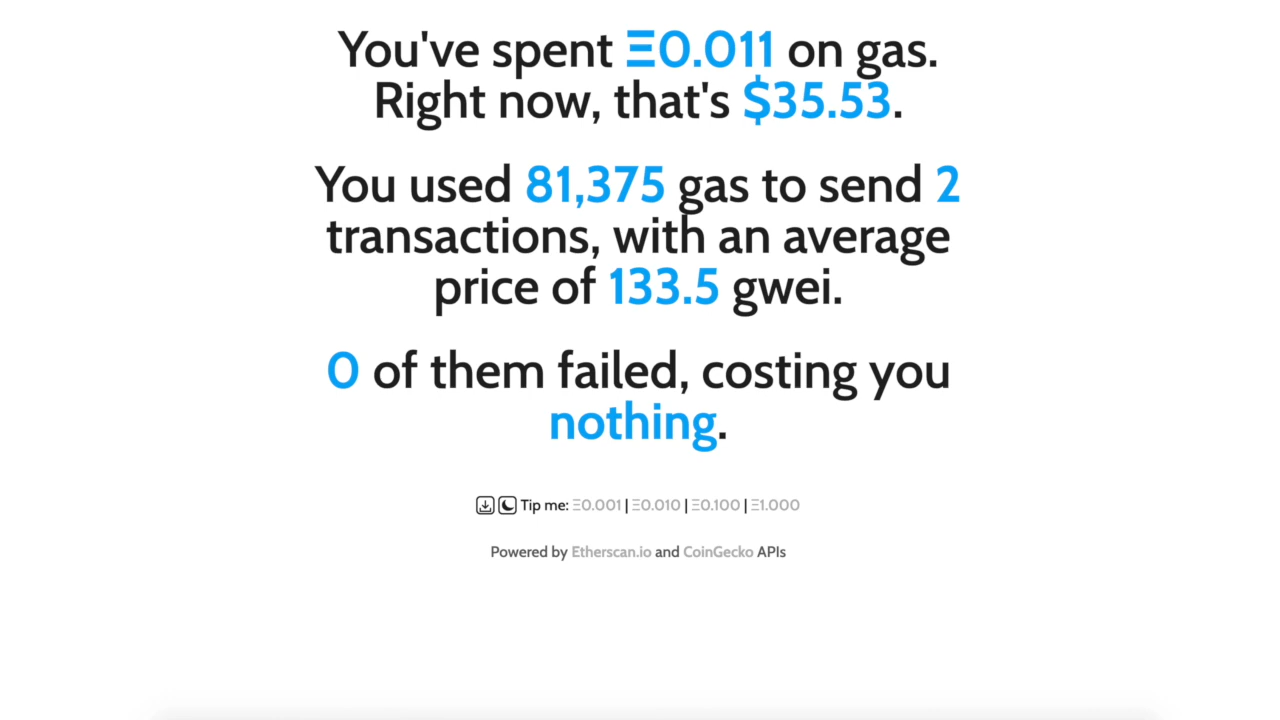 You've spent Ξ0.011 on gas.
Right now, that's $35.53.
You used 81,375 gas to send 2
transactions, with an average
price of 133.5 gwei.
0 of them failed, costing you
nothing.
Tip me: Ξ0.001 | Ξ0.010 | Ξ0.100 | Ξ1.000
Powered by Etherscan.io and CoinGecko APIs